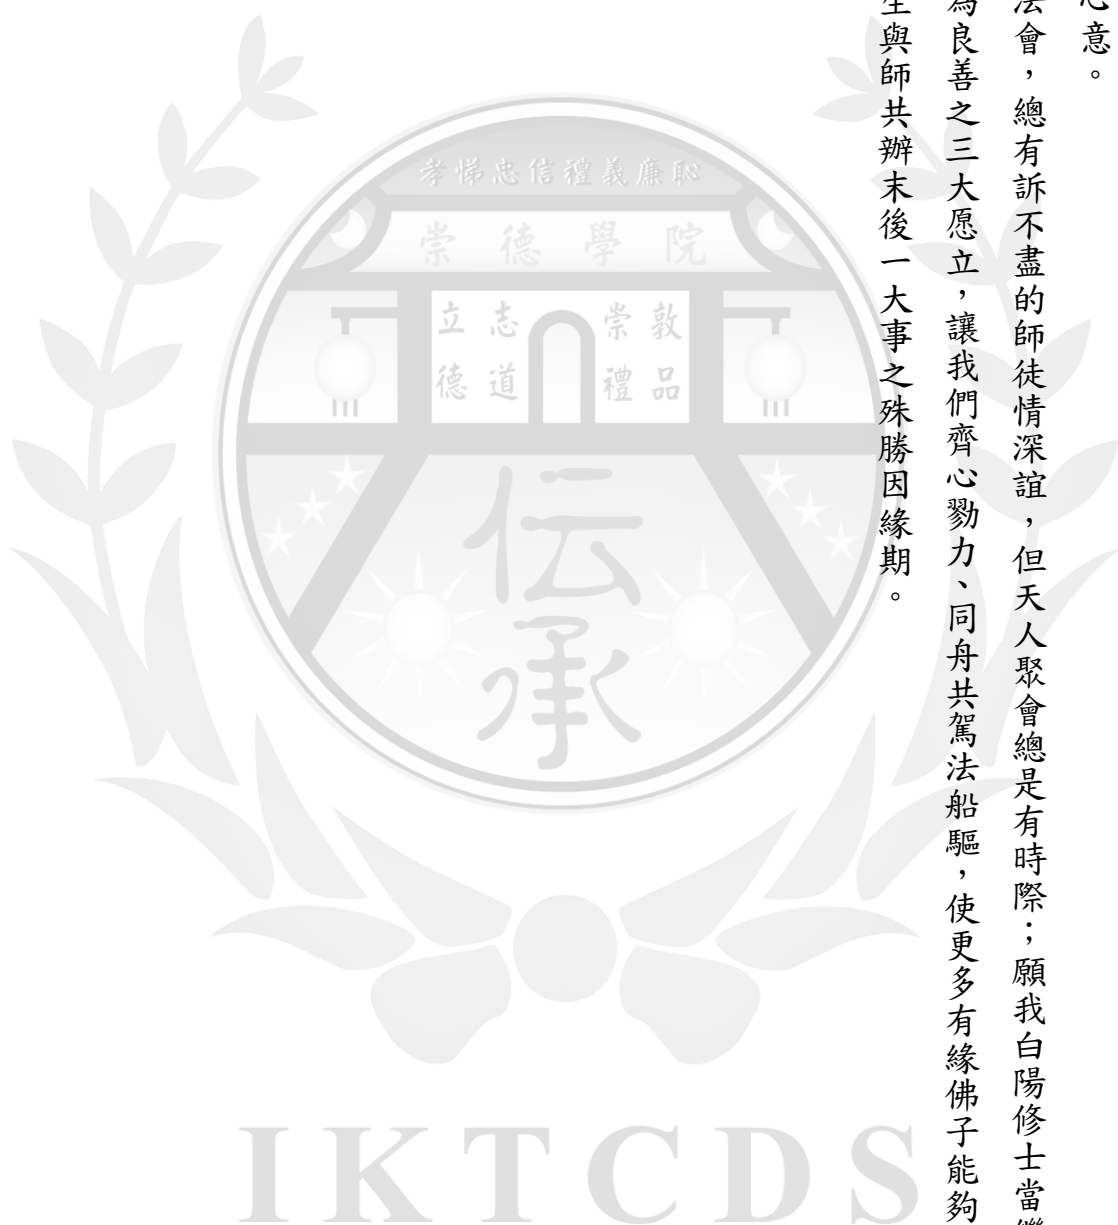 心意。
法會，總有訴不盡的師徒情深誼，但天人聚會總是有時際；願我白陽修士當
為良善之三大愿立，讓我們齊心勠力、同舟共駕法船驅，使更多有緣佛子能夠
生與師共辦末後一大事之殊勝因緣期。
孝悌忠信禮義廉恥
崇德學院
立志 崇敦
德道 禮品
伝
承
IKTCDS